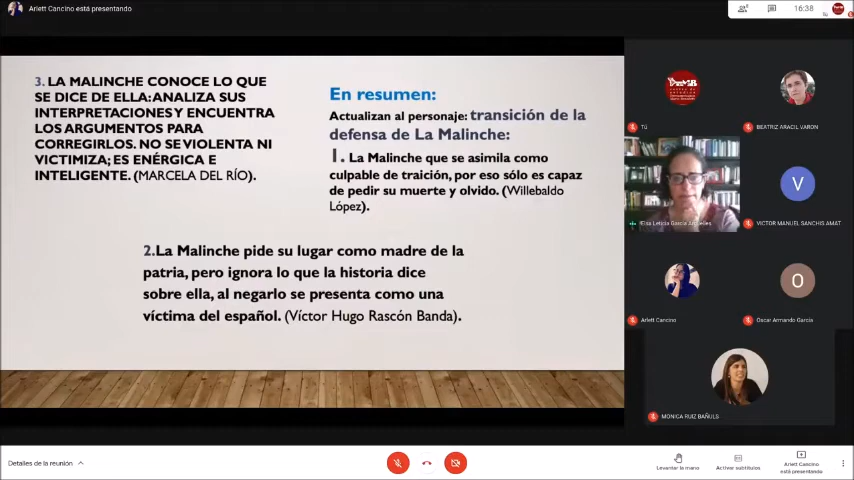 Arlett Cancino está presentando
16:38
3. LA MALINCHE CONOCE LO QUE
SE DICE DE ELLA: ANALIZA SUS
INTERPRETACIONES Y ENCUENTRA
LOS ARGUMENTOS PARA
CORREGIRLOS. NO SE VIOLENTA NI
VICTIMIZA; ES ENÉRGICA E
INTELIGENTE. (MARCELA DEL RÍO).
En resumen:
Actualizan al personaje: transición de la
defensa de La Malinche:
1. La Malinche que se asimila como
culpable de traición, por eso sólo es capaz
de pedir su muerte y olvido. (Willebaldo
López).
2.La Malinche pide su lugar como madre de la
patria, pero ignora lo que la historia dice
sobre ella, al negarlo se presenta como una
víctima del español. (Víctor Hugo Rascón Banda).
Tú
BEATRIZ ARACIL VARON
Elsa Leticia García Argüelles
V
VICTOR MANUEL SANCHIS AMAT
Arlett Cancino
O
Oscar Armando García
MONICA RUIZ BAÑULS
Detalles de la reunión
Levantar la mano
Activar subtítulos
Arlett Cancino
está presentando